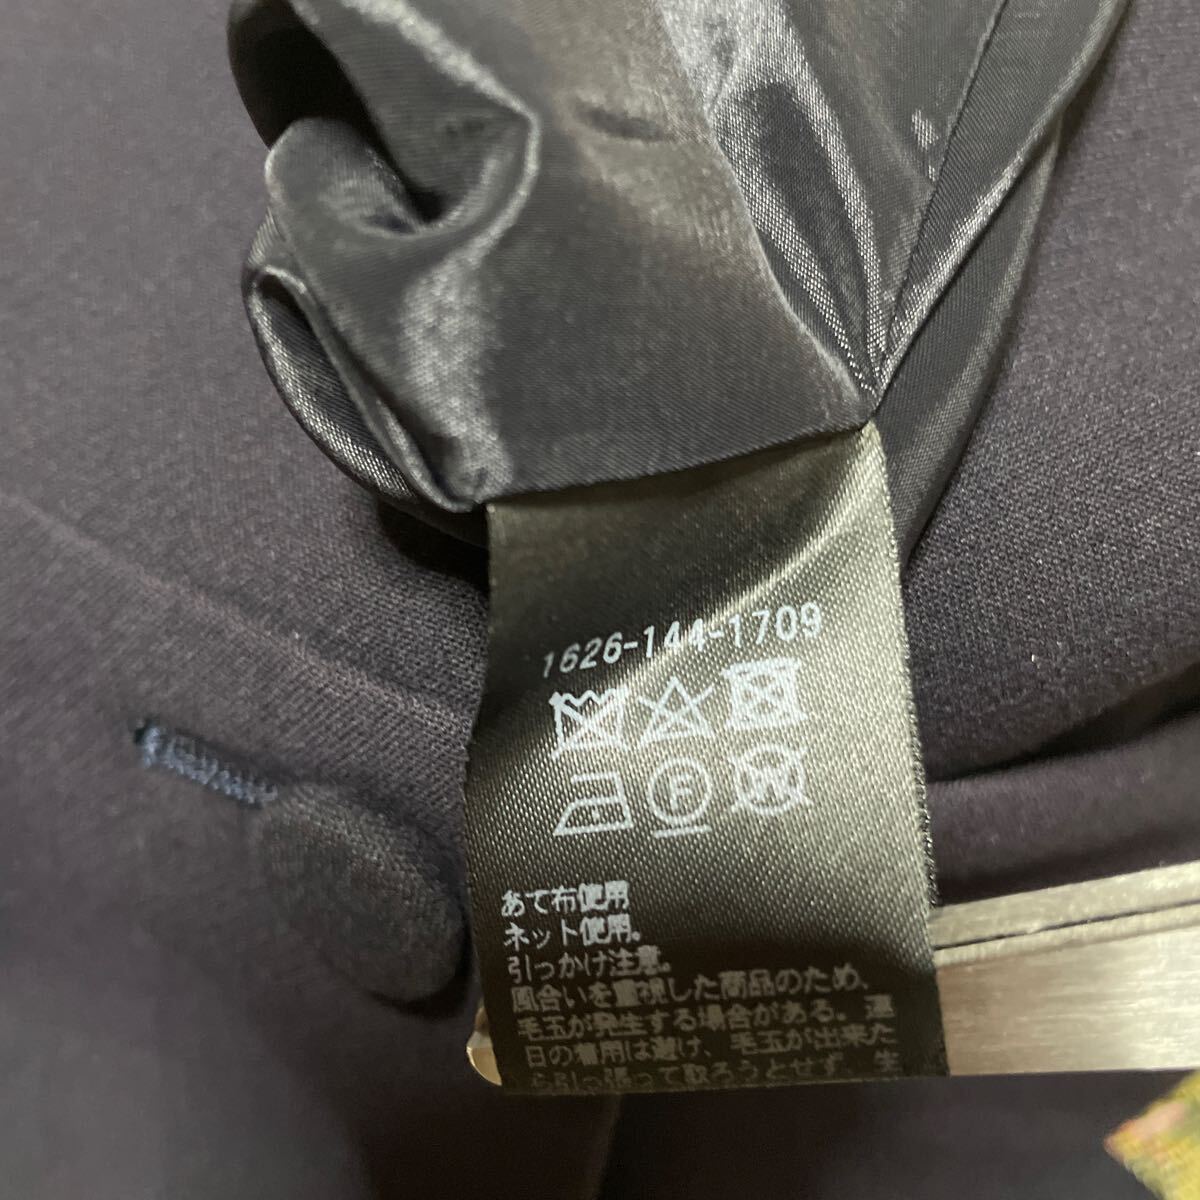 1626-144-1709
F
W
あて布使用
ネット使用。
引っかけ注意。
風合いを重視した商品のため、
毛玉が発生する場合がある。連
日の着用は避け、毛玉が出来た
ら引っ張って取ろうとせず、生